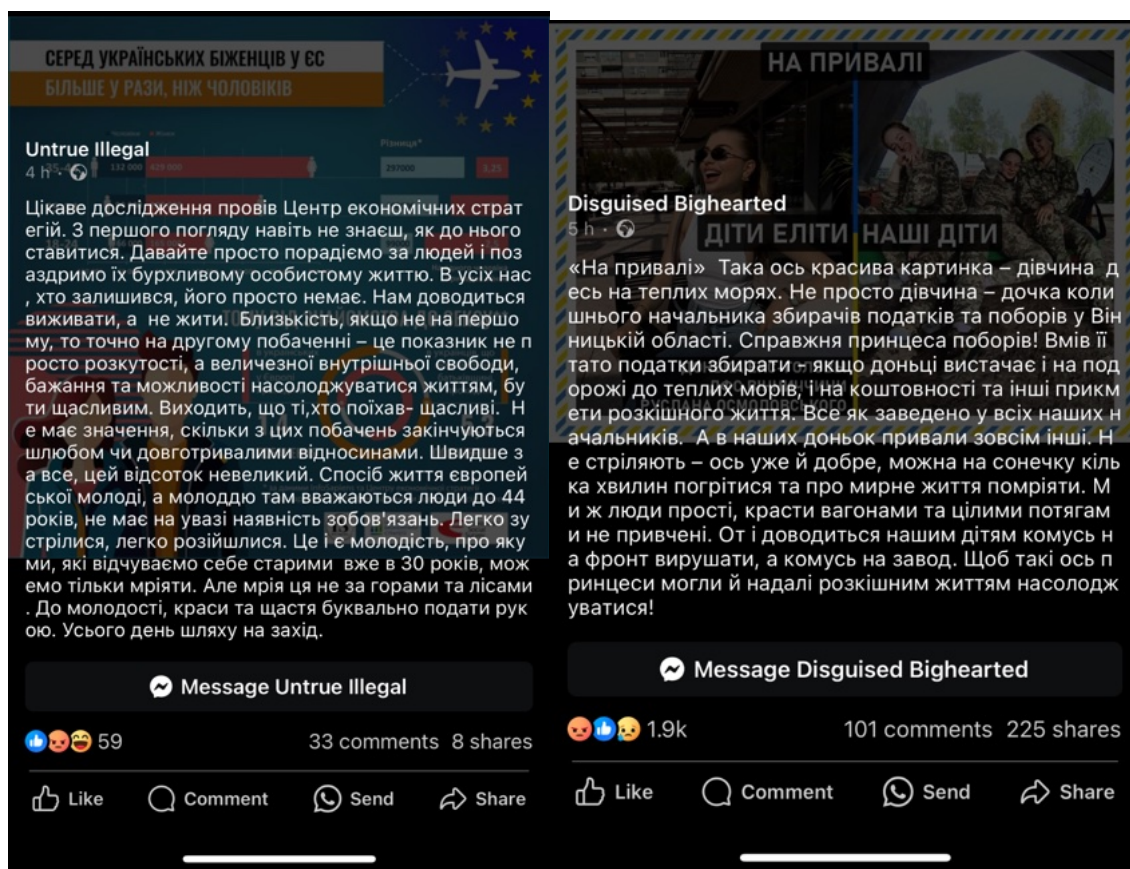 СЕРЕД УКРАЇНСЬКИХ БІЖЕНЦІВ У ЄС
БІЛЬШЕ У РАЗИ, НІЖ ЧОЛОВІКІВ
Різниця*
132 000
429 000
297000
3,25
Untrue Illegal
4 h
Цікаве дослідження провів Центр економічних страт
егій. З першого погляду навіть не знаєш, як до нього
ставитися. Давайте просто порадіємо за людей і поз
аздримо їх бурхливому особистому життю. В усіх нас
, хто залишився, його просто немає. Нам доводиться
виживати, а не жити. Близькість, якщо не на першо
му, то точно на другому побаченні – це показник не п
росто розкутості, а величезної внутрішньої свободи,
бажання та можливості насолоджуватися життям, бу
ти щасливим. Виходить, що ті,хто поїхав- щасливі. Н
е має значення, скільки з цих побачень закінчуються
шлюбом чи довготривалими відносинами. Швидше з
а все, цей відсоток невеликий. Спосіб життя європей
ської молоді, а молоддю там вважаються люди до 44
років, не має на увазі наявність зобов'язань. Легко зу
стрілися, легко розійшлися. Це і є молодість, про яку
ми, які відчуваємо себе старими вже в 30 років, мож
емо тільки мріяти. Але мрія ця не за горами та лісами
. До молодості, краси та щастя буквально подати рук
ою. Усього день шляху на захід.
Message Untrue Illegal
59
33 comments 8 shares
Like Comment Send Share
НА ПРИВАЛІ
Disguised Bighearted
5 h
ДІТИ ЕЛІТИ НАШІ ДІТИ
«На привалі» Така ось красива картинка – дівчина д
есь на теплих морях. Не просто дівчина – дочка коли
шнього начальника збирачів податків та поборів у Він
ницькій області. Справжня принцеса поборів! Вмів її
тато податки збирати – якщо доньці вистачає і на под
орожі до теплих морів, і на коштовності та інші прикм
ети розкішного життя. Все як заведено у всіх наших н
ачальників. А в наших доньок привали зовсім інші. Н
е стріляють – ось уже й добре, можна на сонечку кіль
ка хвилин погрітися та про мирне життя помріяти. М
и ж люди прості, красти вагонами та цілими потягам
и не привчені. От і доводиться нашим дітям комусь н
а фронт вирушати, а комусь на завод. Щоб такі ось п
ринцеси могли й надалі розкішним життям насолодж
уватися!
РУСЛАНА ОСМОЛОВСЬКОГО
Message Disguised Bighearted
1.9k
101 comments 225 shares
Like Comment Send Share